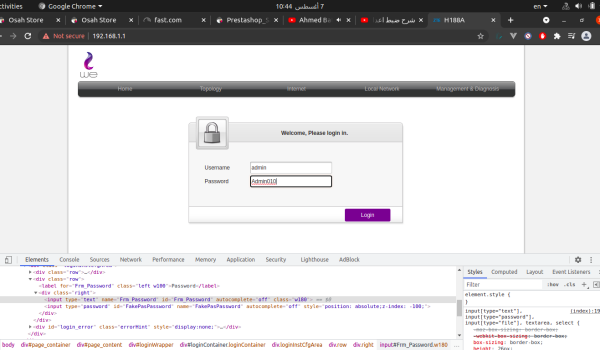 ctivities
Google Chrome
7 أغسطس 10:44
en
Osah Store
Osah Store
fast.com
Prestashop_S
Ahmed Ba
شرح ضبط اعد
H188A
Not secure | 192.168.1.1
we
Home
Topology
Internet
Local Network
Management & Diagnosis
Welcome, Please log in.
Username
admin
Password
Admin010
Login
Elements
Console
Sources
Network
Performance
Memory
Application
Security
Lighthouse
AdBlock
<div class="row">…</div>
<div class="row">
<label for="Frm_Password" class="left w100">Password</label>
<div class="right">
<input type="text" name="Frm_Password" id="Frm_Password" autocomplete="off" class="w180"> == $0
<input type="password" id="FakePasPassword" name="FakePasPassword" autocomplete="off" style="position: absolute;z-index: -100;">
</div>
</div>
<div id="login_error" class="errorHint" style="display:none;">…</div>
</div>
body
div#page_container
div#page_content
div#loginWrapper
div#loginContainer.loginContainer
div.loginInstCfgArea
div.row
div.right
input#Frm_Password.w180
Styles
Computed
Layout
Event Listeners
Filter
:hov
.cls
element.style {
}
input[type="text"],
input[type="password"],
input[type="file"], textarea, select {
-moz-box-sizing: border-box;
-webkit-box-sizing: border-box;
box-sizing: border-box;
height: 26px;